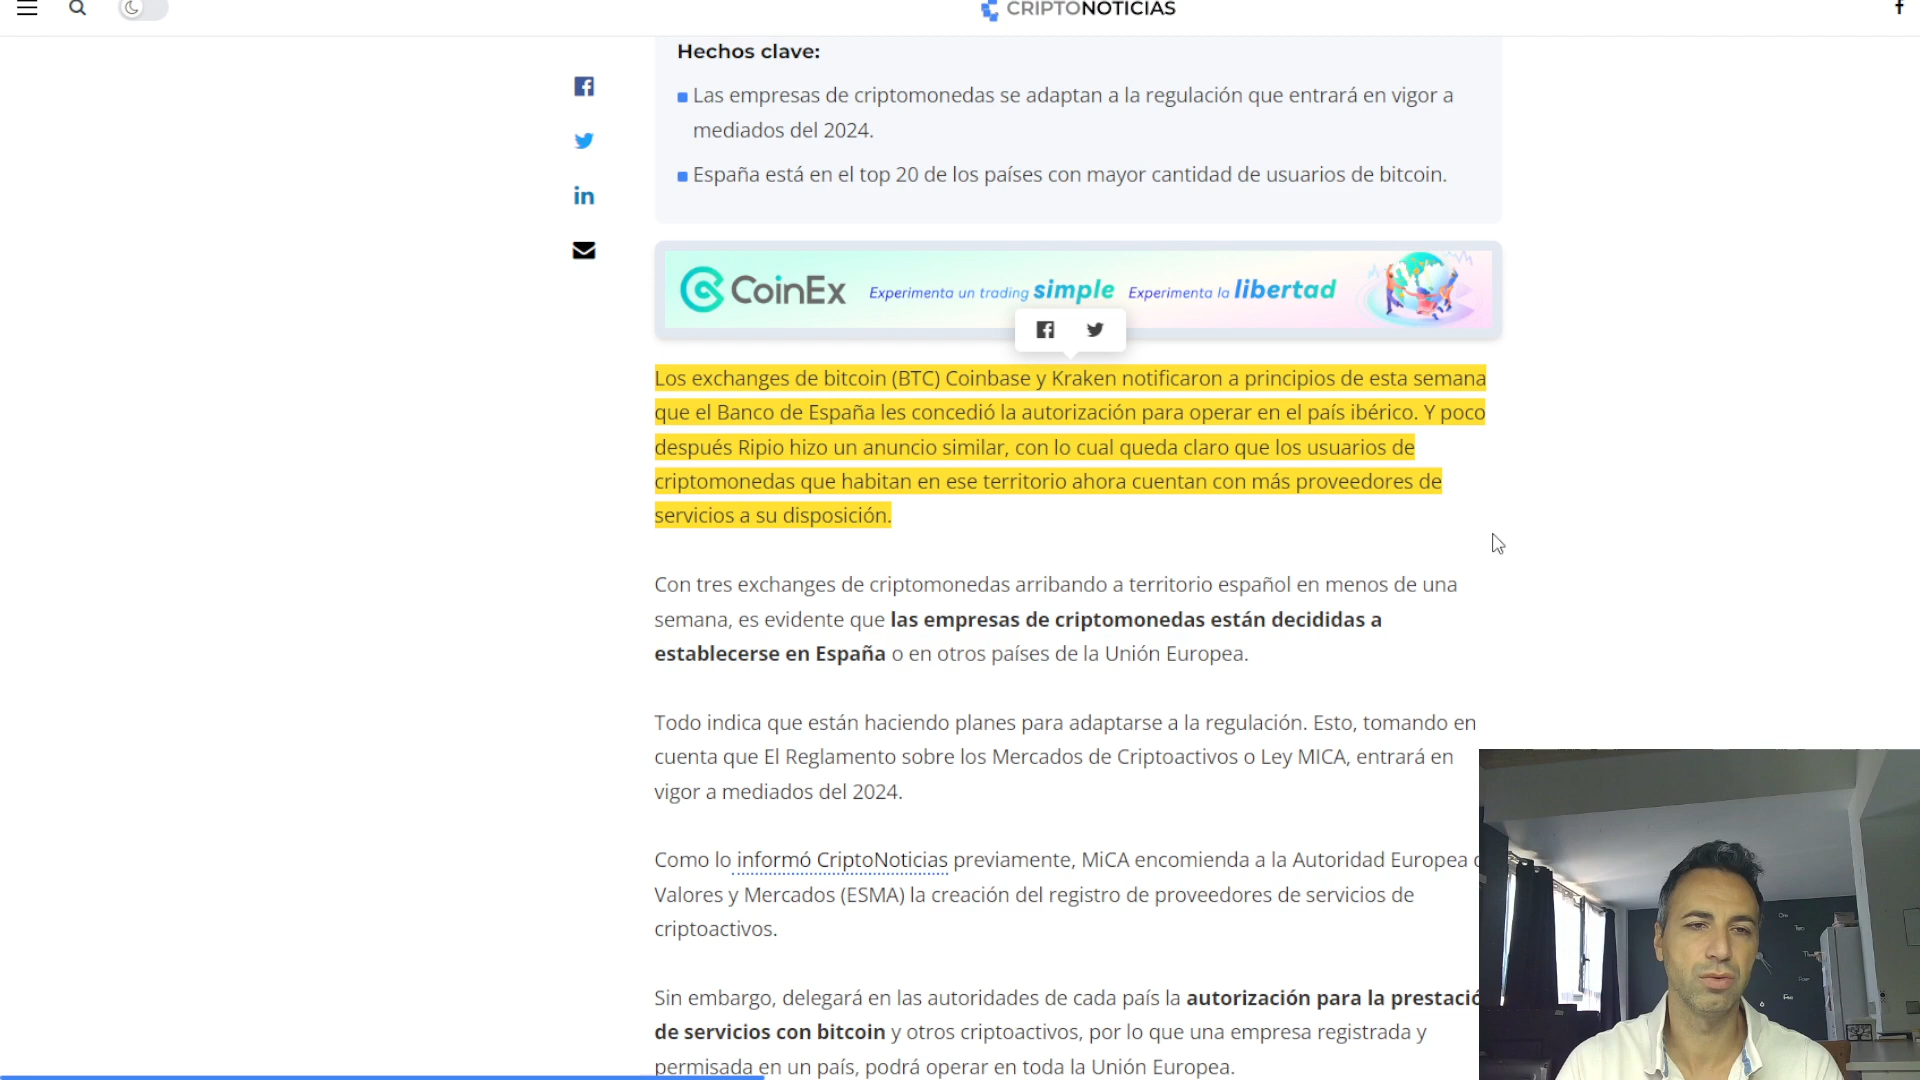 CRIPTONOTICIAS
Hechos clave:
Las empresas de criptomonedas se adaptan a la regulación que entrará en vigor a
mediados del 2024.
España está en el top 20 de los países con mayor cantidad de usuarios de bitcoin.
CoinEx Experimenta un trading simple Experimenta la libertad
Los exchanges de bitcoin (BTC) Coinbase y Kraken notificaron a principios de esta semana
que el Banco de España les concedió la autorización para operar en el país ibérico. Y poco
después Ripio hizo un anuncio similar, con lo cual queda claro que los usuarios de
criptomonedas que habitan en ese territorio ahora cuentan con más proveedores de
servicios a su disposición.
Con tres exchanges de criptomonedas arribando a territorio español en menos de una
semana, es evidente que las empresas de criptomonedas están decididas a
establecerse en España o en otros países de la Unión Europea.
Todo indica que están haciendo planes para adaptarse a la regulación. Esto, tomando en
cuenta que El Reglamento sobre los Mercados de Criptoactivos o Ley MICA, entrará en
vigor a mediados del 2024.
Como lo informó CriptoNoticias previamente, MiCA encomienda a la Autoridad Europea
Valores y Mercados (ESMA) la creación del registro de proveedores de servicios de
criptoactivos.
Sin embargo, delegará en las autoridades de cada país la autorización para la prestació
de servicios con bitcoin y otros criptoactivos, por lo que una empresa registrada y
permisada en un país, podrá operar en toda la Unión Europea.